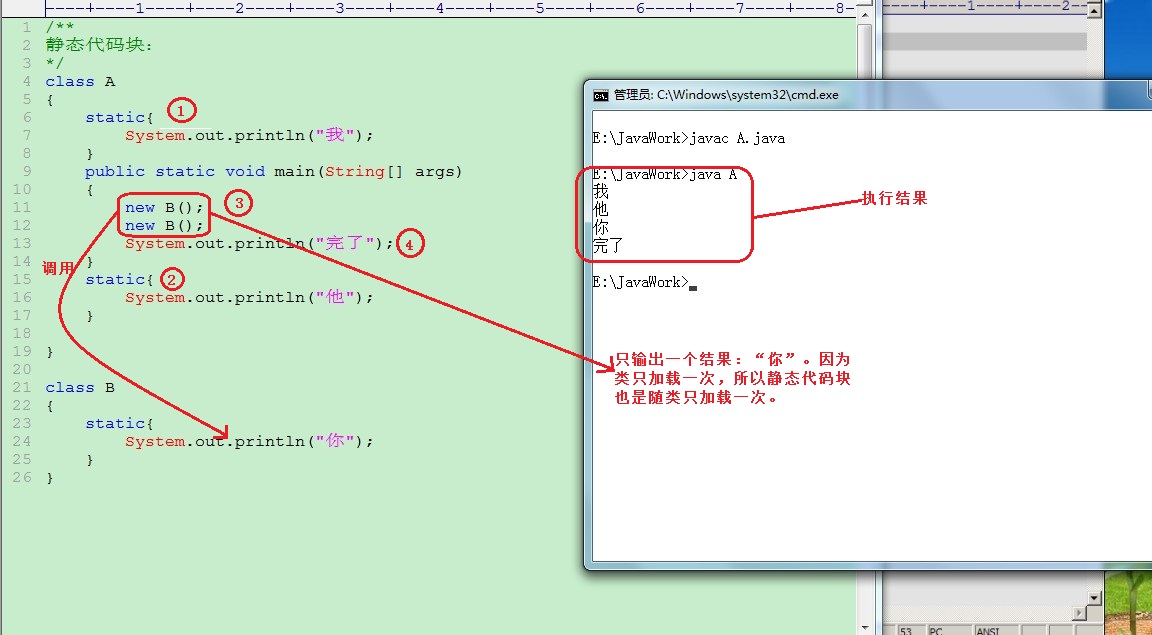 |----+----1----+----2----+----3----+----4----+----5----+----6----+----7----+----8-
1 /**
2 静态代码块:
3 */
4 class A
5 {
6 static{ 1
7 System.out.println("我");
8 }
9 public static void main(String[] args)
10 {
11 new B(); 3
12 new B();
13 System.out.println("完了"); 4
14 }
调用
15 static{ 2
16 System.out.println("他");
17 }
18
19 }
20
21 class B
22 {
23 static{
24 System.out.println("你");
25 }
26 }
----+----1----+----2--
管理员: C:\Windows\system32\cmd.exe
E:\JavaWork>javac A.java
E:\JavaWork>java A
我
他
你
完了
E:\JavaWork>
执行结果
只输出一个结果：“你”。因为
类只加载一次，所以静态代码块
也是随类只加载一次。
53 PC ANSI